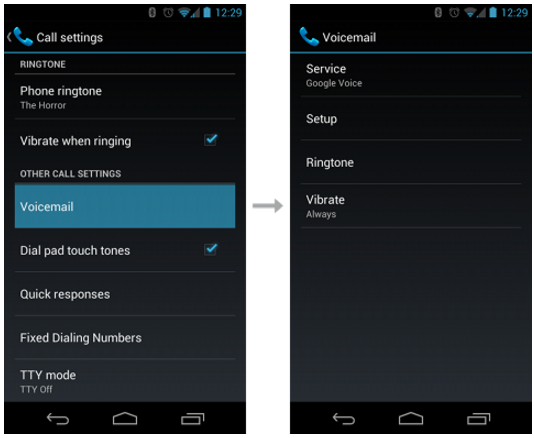 12:29
Call settings
RINGTONE
Phone ringtone
The Horror
Vibrate when ringing
OTHER CALL SETTINGS
Voicemail
Dial pad touch tones
Quick responses
Fixed Dialing Numbers
TTY mode
TTY Off
12:29
Voicemail
Service
Google Voice
Setup
Ringtone
Vibrate
Always